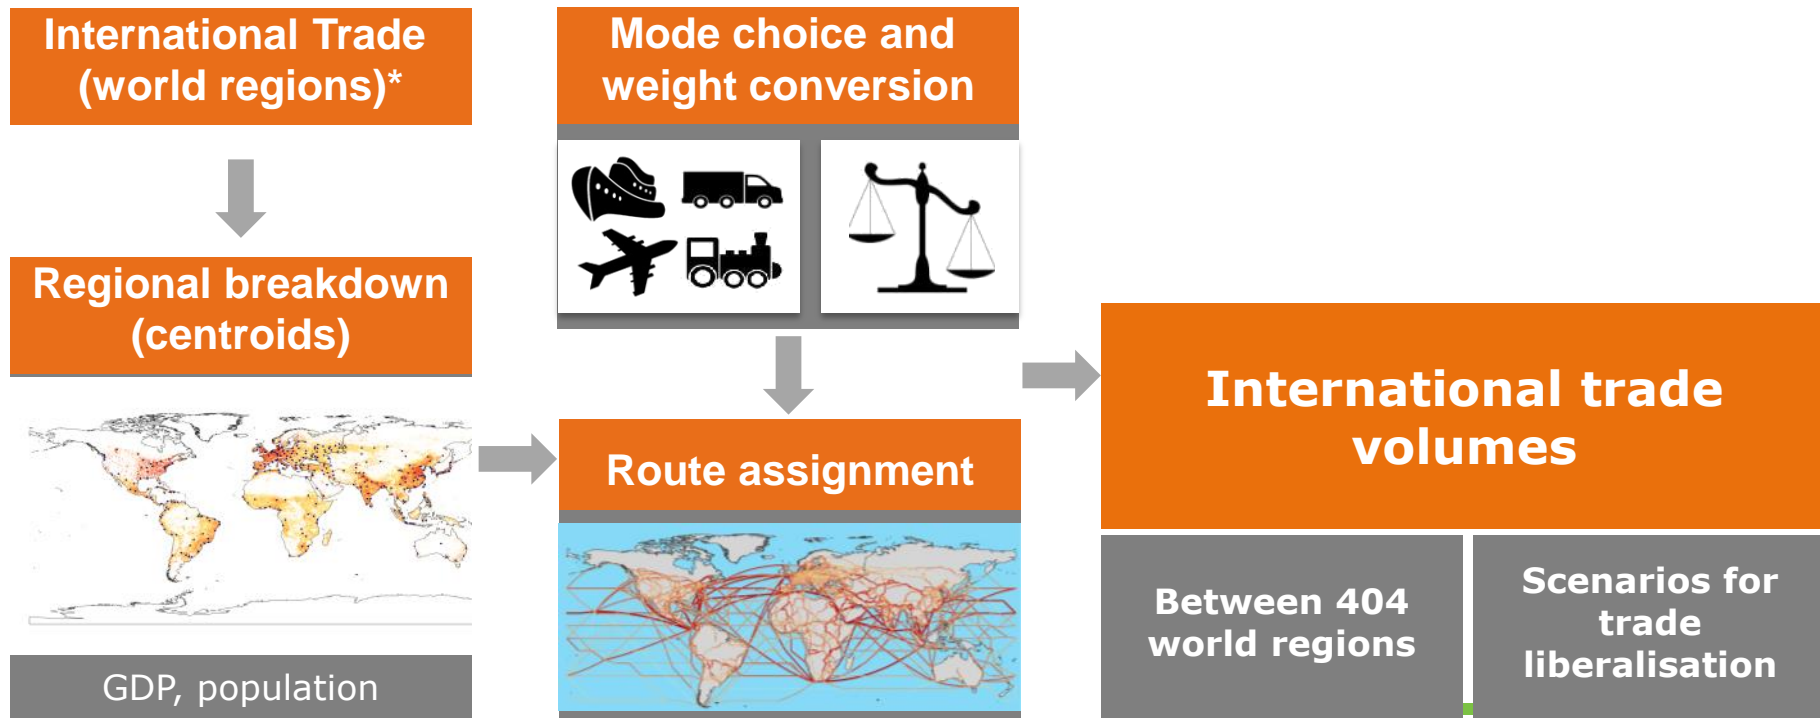 International Trade
(world regions)*
Regional breakdown
(centroids)
GDP, population
Mode choice and
weight conversion
Route assignment
International trade
volumes
Between 404
world regions
Scenarios for
trade
liberalisation